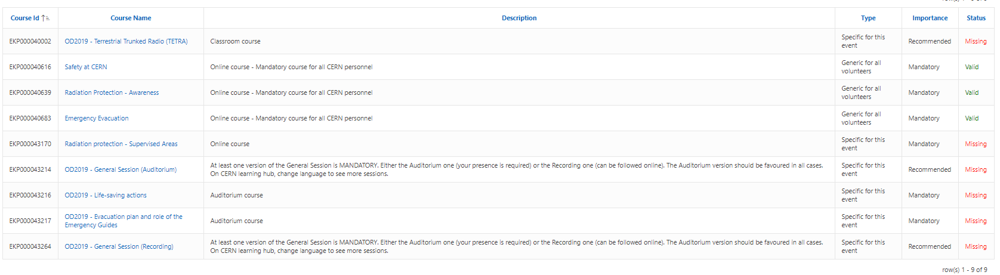 Course Id
Course Name
Description
Type
Importance
Status
EKP000040002
OD2019 - Terrestrial Trunked Radio (TETRA)
Classroom course
Specific for this
event
Recommended
Missing
EKP000040616
Safety at CERN
Online course - Mandatory course for all CERN personnel
Generic for all
volunteers
Mandatory
Valid
EKP000040639
Radiation Protection - Awareness
Online course - Mandatory course for all CERN personnel
Generic for all
volunteers
Mandatory
Valid
EKP000040683
Emergency Evacuation
Online course - Mandatory course for all CERN personnel
Generic for all
volunteers
Mandatory
Valid
EKP000043170
Radiation protection - Supervised Areas
Online course
Specific for this
event
Mandatory
Missing
EKP000043214
OD2019 - General Session (Auditorium)
At least one version of the General Session is MANDATORY. Either the Auditorium one (your presence is required) or the Recording one (can be followed online). The Auditorium version should be favoured in all cases.
On CERN learning hub, change language to see more sessions.
Specific for this
event
Recommended
Missing
EKP000043216
OD2019 - Life-saving actions
Auditorium course
Specific for this
event
Mandatory
Missing
EKP000043217
OD2019 - Evacuation plan and role of the
Emergency Guides
Auditorium course
Specific for this
event
Mandatory
Missing
EKP000043264
OD2019 - General Session (Recording)
At least one version of the General Session is MANDATORY. Either the Auditorium one (your presence is required) or the Recording one (can be followed online). The Auditorium version should be favoured in all cases.
On CERN learning hub, change language to see more sessions.
Specific for this
event
Recommended
Missing
row(s) 1 - 9 of 9